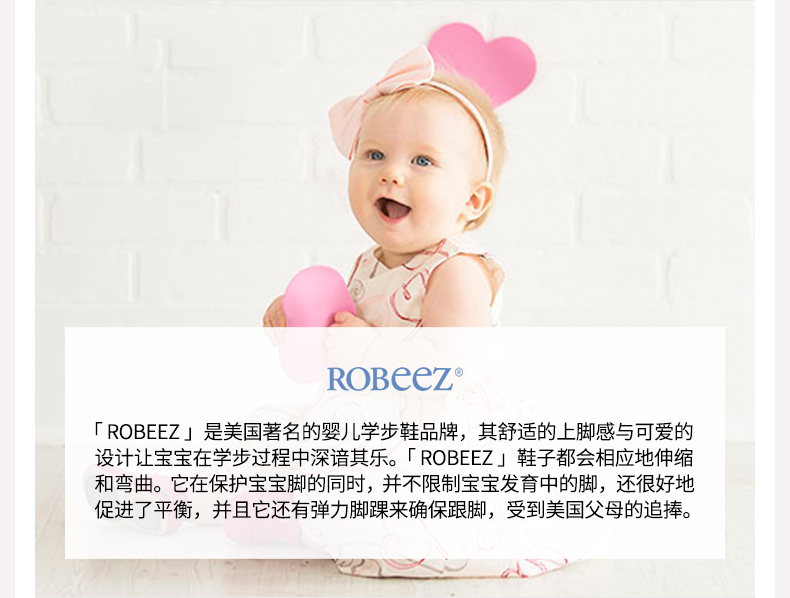 ROBEEZ®
「 ROBEEZ 」是美国著名的婴儿学步鞋品牌，其舒适的上脚感与可爱的
设计让宝宝在学步过程中深谙其乐。「 ROBEEZ 」鞋子都会相应地伸缩
和弯曲。它在保护宝宝脚的同时，并不限制宝宝发育中的脚，还很好地
促进了平衡，并且它还有弹力脚踝来确保跟脚，受到美国父母的追捧。